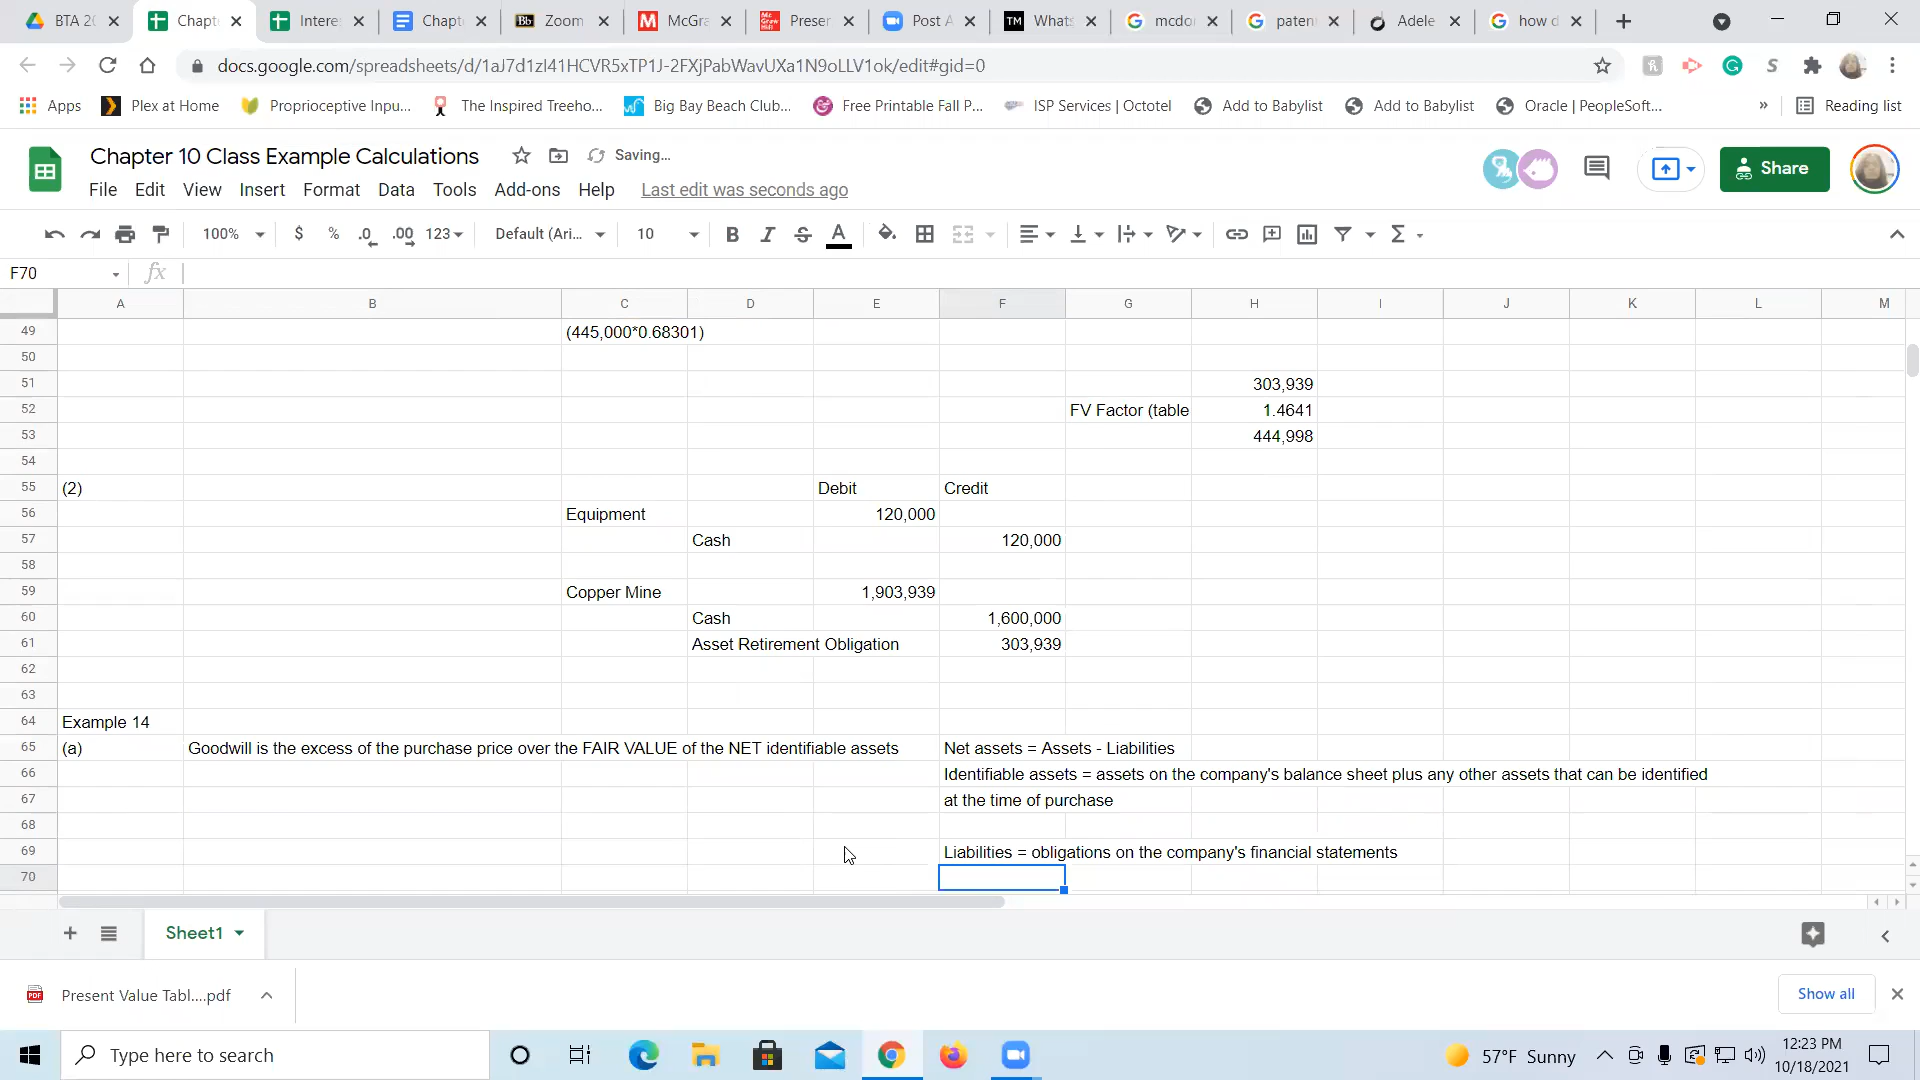 BTA 20
Chapt
Intere
Chapt
Zoom
McGra
Preser
Post A
What
mcdo
paten
Adele
how d
docs.google.com/spreadsheets/d/1aJ7d1zI41HCVR5xTP1J-2FXjPabWavUXa1N9oLLV1ok/edit#gid=0
Apps
Plex at Home
Proprioceptive Inpu...
The Inspired Treeho...
Big Bay Beach Club...
Free Printable Fall P...
ISP Services | Octotel
Add to Babylist
Add to Babylist
Oracle | PeopleSoft...
»
Reading list
Chapter 10 Class Example Calculations
Saving...
File Edit View Insert Format Data Tools Add-ons Help Last edit was seconds ago
Share
100% $ % .0 .00 123 Default (Ari... 10 B I S A Σ
F70 fx
A B C D E F G H I J K L M
49 (445,000*0.68301)
50
51 303,939
52 FV Factor (table 1.4641
53 444,998
54
55 (2) Debit Credit
56 Equipment 120,000
57 Cash 120,000
58
59 Copper Mine 1,903,939
60 Cash 1,600,000
61 Asset Retirement Obligation 303,939
62
63
64 Example 14
65 (a) Goodwill is the excess of the purchase price over the FAIR VALUE of the NET identifiable assets Net assets = Assets - Liabilities
66 Identifiable assets = assets on the company's balance sheet plus any other assets that can be identified
67 at the time of purchase
68
69 Liabilities = obligations on the company's financial statements
70
Sheet1
Present Value Tabl....pdf
Show all
Type here to search
57°F Sunny
12:23 PM
10/18/2021